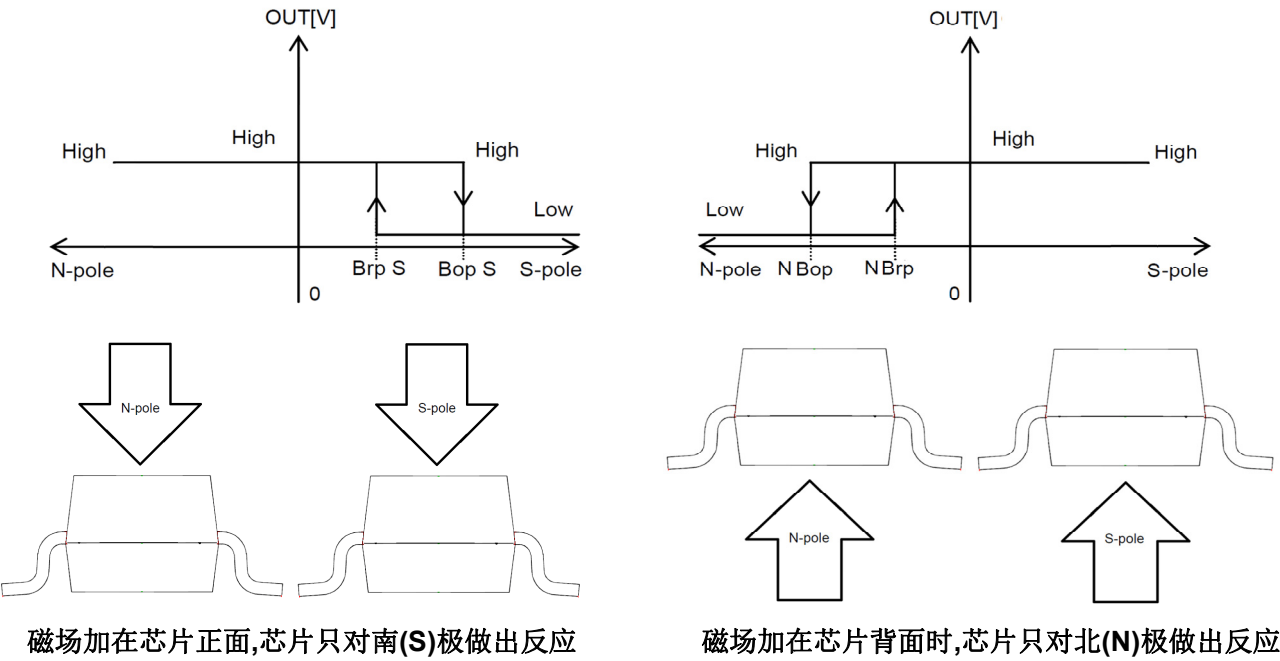 OUT[V]
High
High
High
Low
N-pole
Brp S
Bop S
S-pole
0
OUT[V]
High
High
High
Low
N-pole
N Bop
N Brp
S-pole
0
N-pole
S-pole
N-pole
S-pole
磁场加在芯片正面,芯片只对南(S)极做出反应
磁场加在芯片背面时,芯片只对北(N)极做出反应